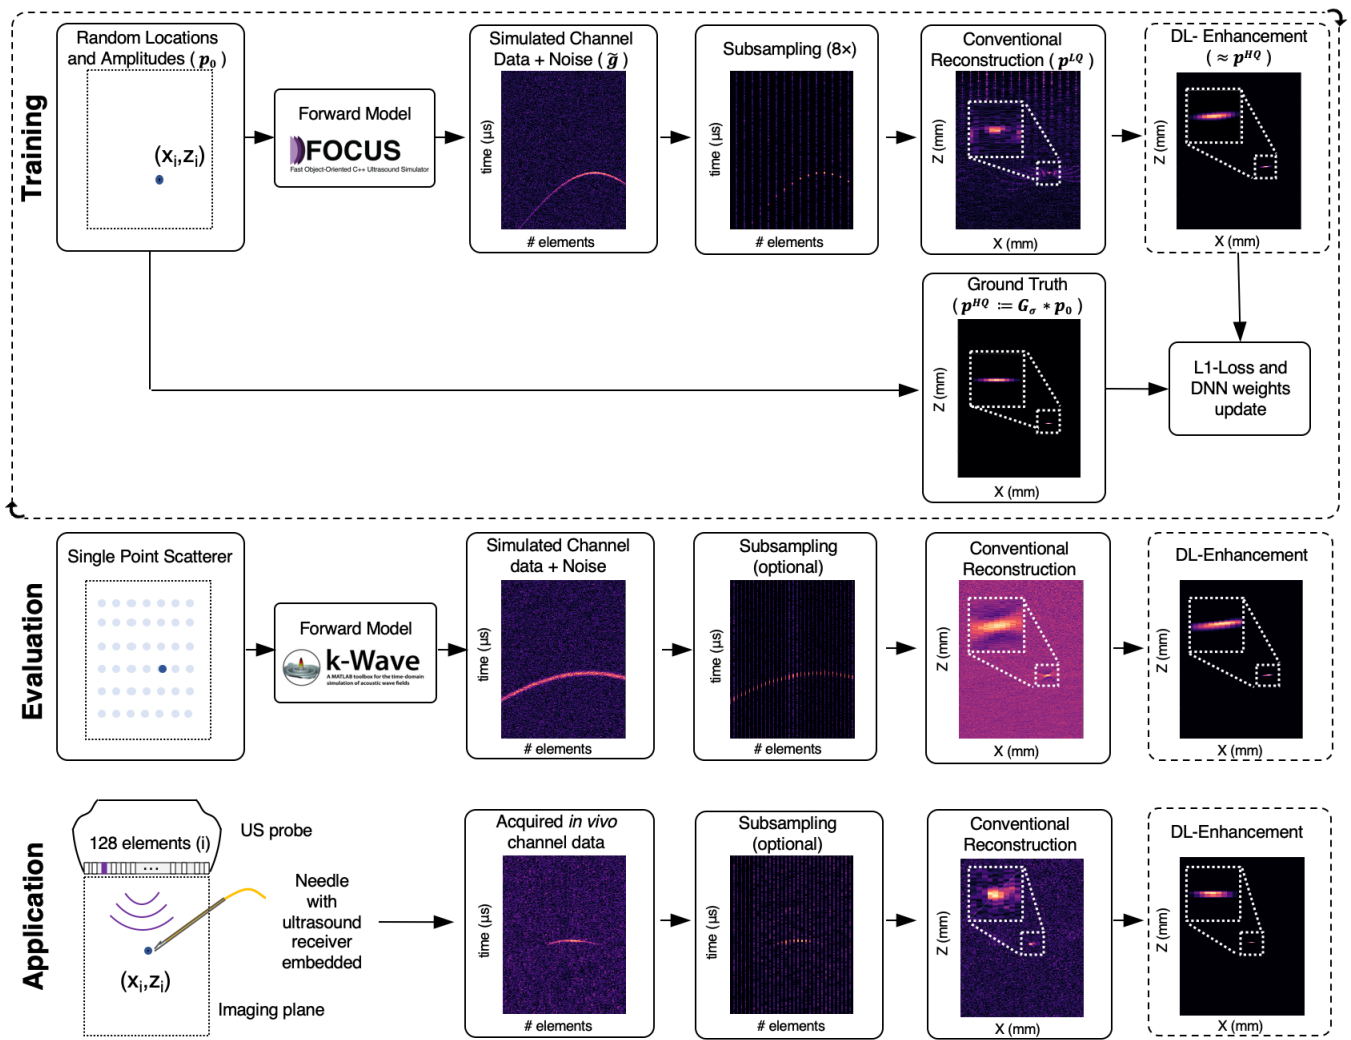 Training
Random Locations
and Amplitudes ( p₀ )
(xᵢ,zᵢ)
Forward Model
FOCUS
Fast Object-Oriented C++ Ultrasound Simulator
Simulated Channel
Data + Noise ( g̃ )
time (µs)
# elements
Subsampling (8×)
time (µs)
# elements
Conventional
Reconstruction ( pᴸQ )
Z (mm)
X (mm)
DL- Enhancement
( ≈ pᴴQ )
Z (mm)
X (mm)
Ground Truth
( pᴴQ := G_σ * p₀ )
Z (mm)
X (mm)
L1-Loss and
DNN weights
update
Evaluation
Single Point Scatterer
Forward Model
k-Wave
A MATLAB toolbox for the time-domain
simulation of acoustic wave fields
Simulated Channel
data + Noise
time (µs)
# elements
Subsampling
(optional)
time (µs)
# elements
Conventional
Reconstruction
Z (mm)
X (mm)
DL-Enhancement
Z (mm)
X (mm)
Application
128 elements (i)
...
US probe
(xᵢ,zᵢ)
Imaging plane
Needle
with
ultrasound
receiver
embedded
Acquired in vivo
channel data
time (µs)
# elements
Subsampling
(optional)
time (µs)
# elements
Conventional
Reconstruction
Z (mm)
X (mm)
DL-Enhancement
Z (mm)
X (mm)